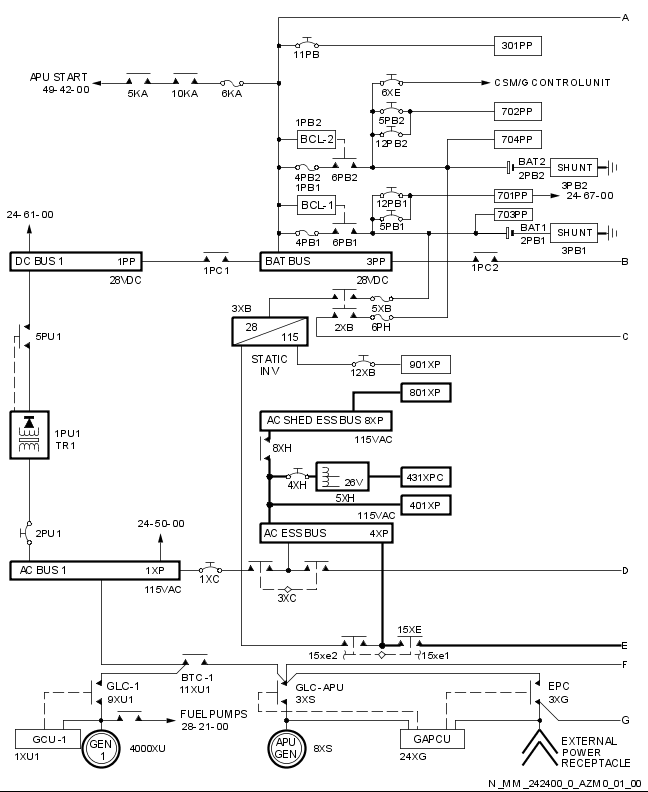 A
11PB
301PP
APU START
49-42-00
5KA
10KA
6KA
6XE
CSM/G CONTROL UNIT
5PB2
702PP
12PB2
704PP
1PB2
BCL-2
4PB2
6PB2
BAT2
2PB2
SHUNT
3PB2
1PB1
BCL-1
12PB1
701PP
24-67-00
5PB1
703PP
4PB1
6PB1
BAT1
2PB1
SHUNT
3PB1
24-61-00
DC BUS 1
1PP
28VDC
1PC1
BAT BUS
3PP
28VDC
1PC2
B
5XB
3XB
2XB
6PH
28
115
C
STATIC
INV
12XB
901XP
5PU1
801XP
AC SHED ESS BUS 8XP
115VAC
1PU1
TR1
8XH
4XH
26V
5XH
431XPC
401XP
115VAC
2PU1
24-50-00
AC ESS BUS
4XP
AC BUS 1
1XP
115VAC
1XC
3XC
D
15XE
15xe2
(15xe1
E
F
BTC-1
11XU1
GLC-1
9XU1
GLC-APU
3XS
EPC
3XG
G
FUEL PUMPS
28-21-00
GCU-1
1XU1
GEN
1
4000XU
APU
GEN
8XS
GAPCU
24XG
EXTERNAL
POWER
RECEPTACLE
N_MM_242400_0_AZM0_01_00